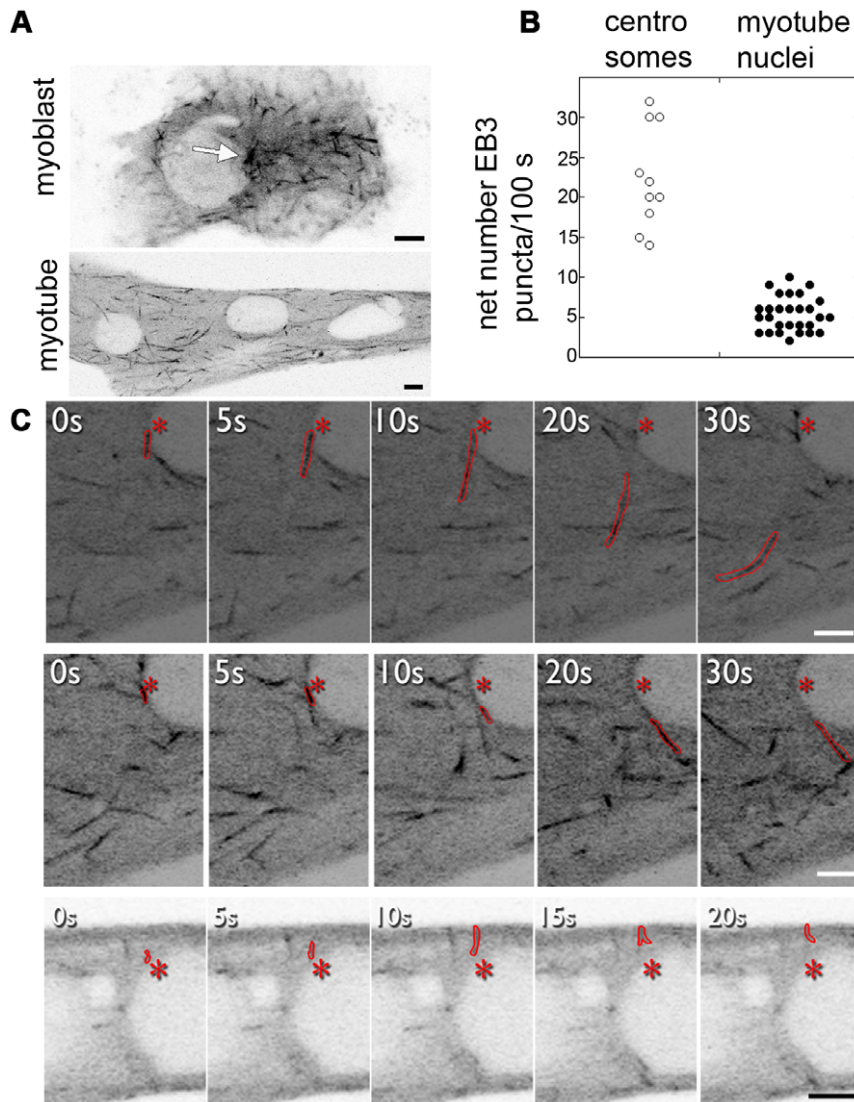 A
myoblast
myotube
B
centro
somes
myotube
nuclei
net number EB3
puncta/100 s
30
25
20
15
10
5
0
C
0s
5s
10s
20s
30s
0s
5s
10s
20s
30s
0s
5s
10s
15s
20s